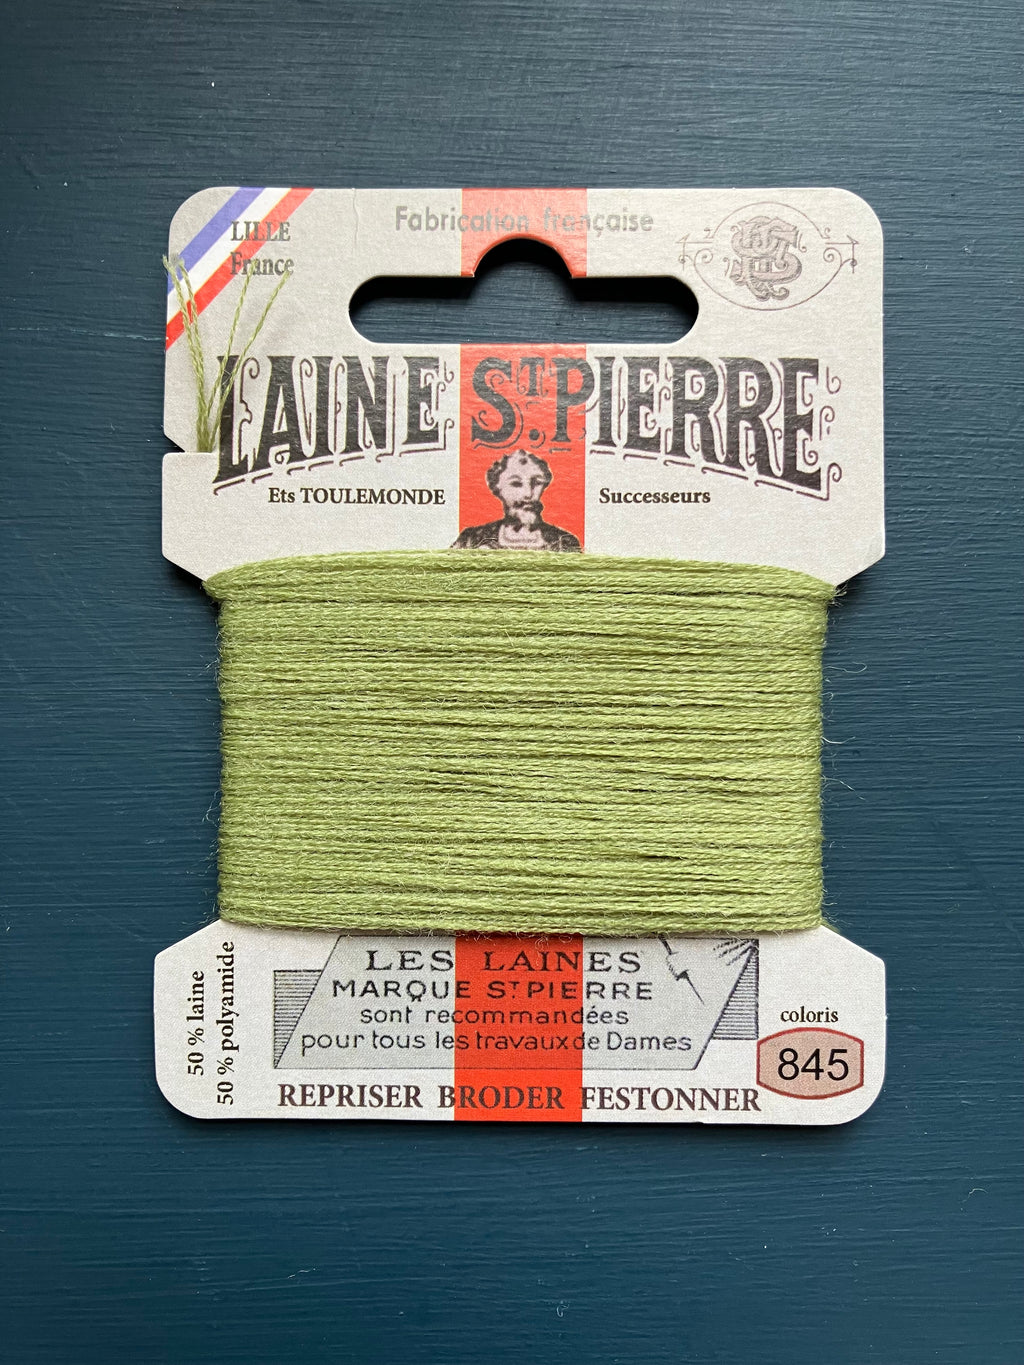 Fabrication française
LILLE
France
LAINE ST. PIERRE
Ets TOULEMONDE Successeurs
LES LAINES
MARQUE ST PIERRE
sont recommandées
pour tous les travaux de Dames
REPRISER BRODER FESTONNER
50 % laine
50 % polyamide
coloris
845